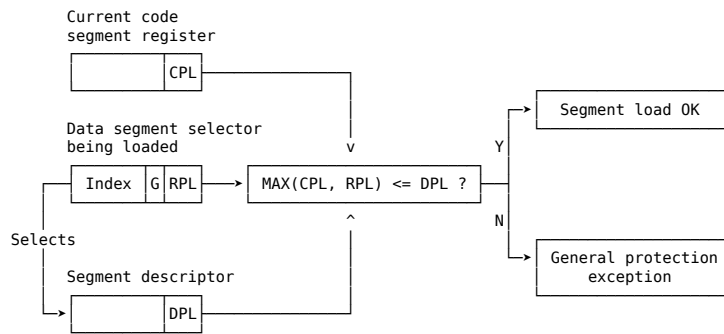 Current code
segment register
CPL
Data segment selector
being loaded
v
Index G RPL
MAX(CPL, RPL) <= DPL ?
^
Y
Segment load OK
N
General protection
exception
Selects
Segment descriptor
DPL